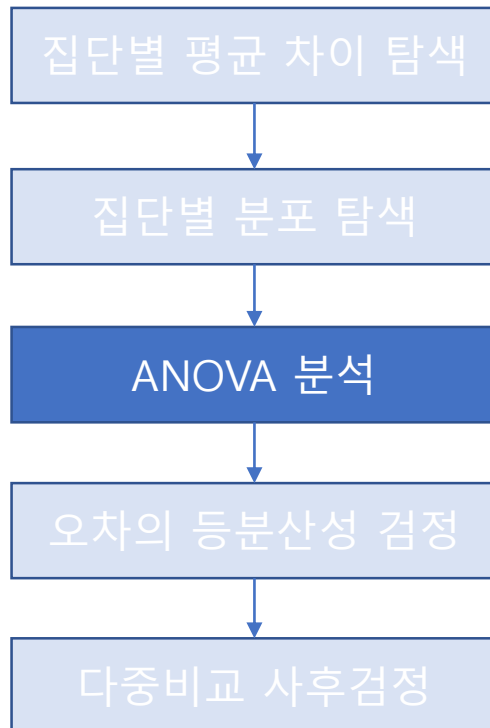 집단별 평균 차이 탐색
집단별 분포 탐색
ANOVA 분석
오차의 등분산성 검정
다중비교 사후검정